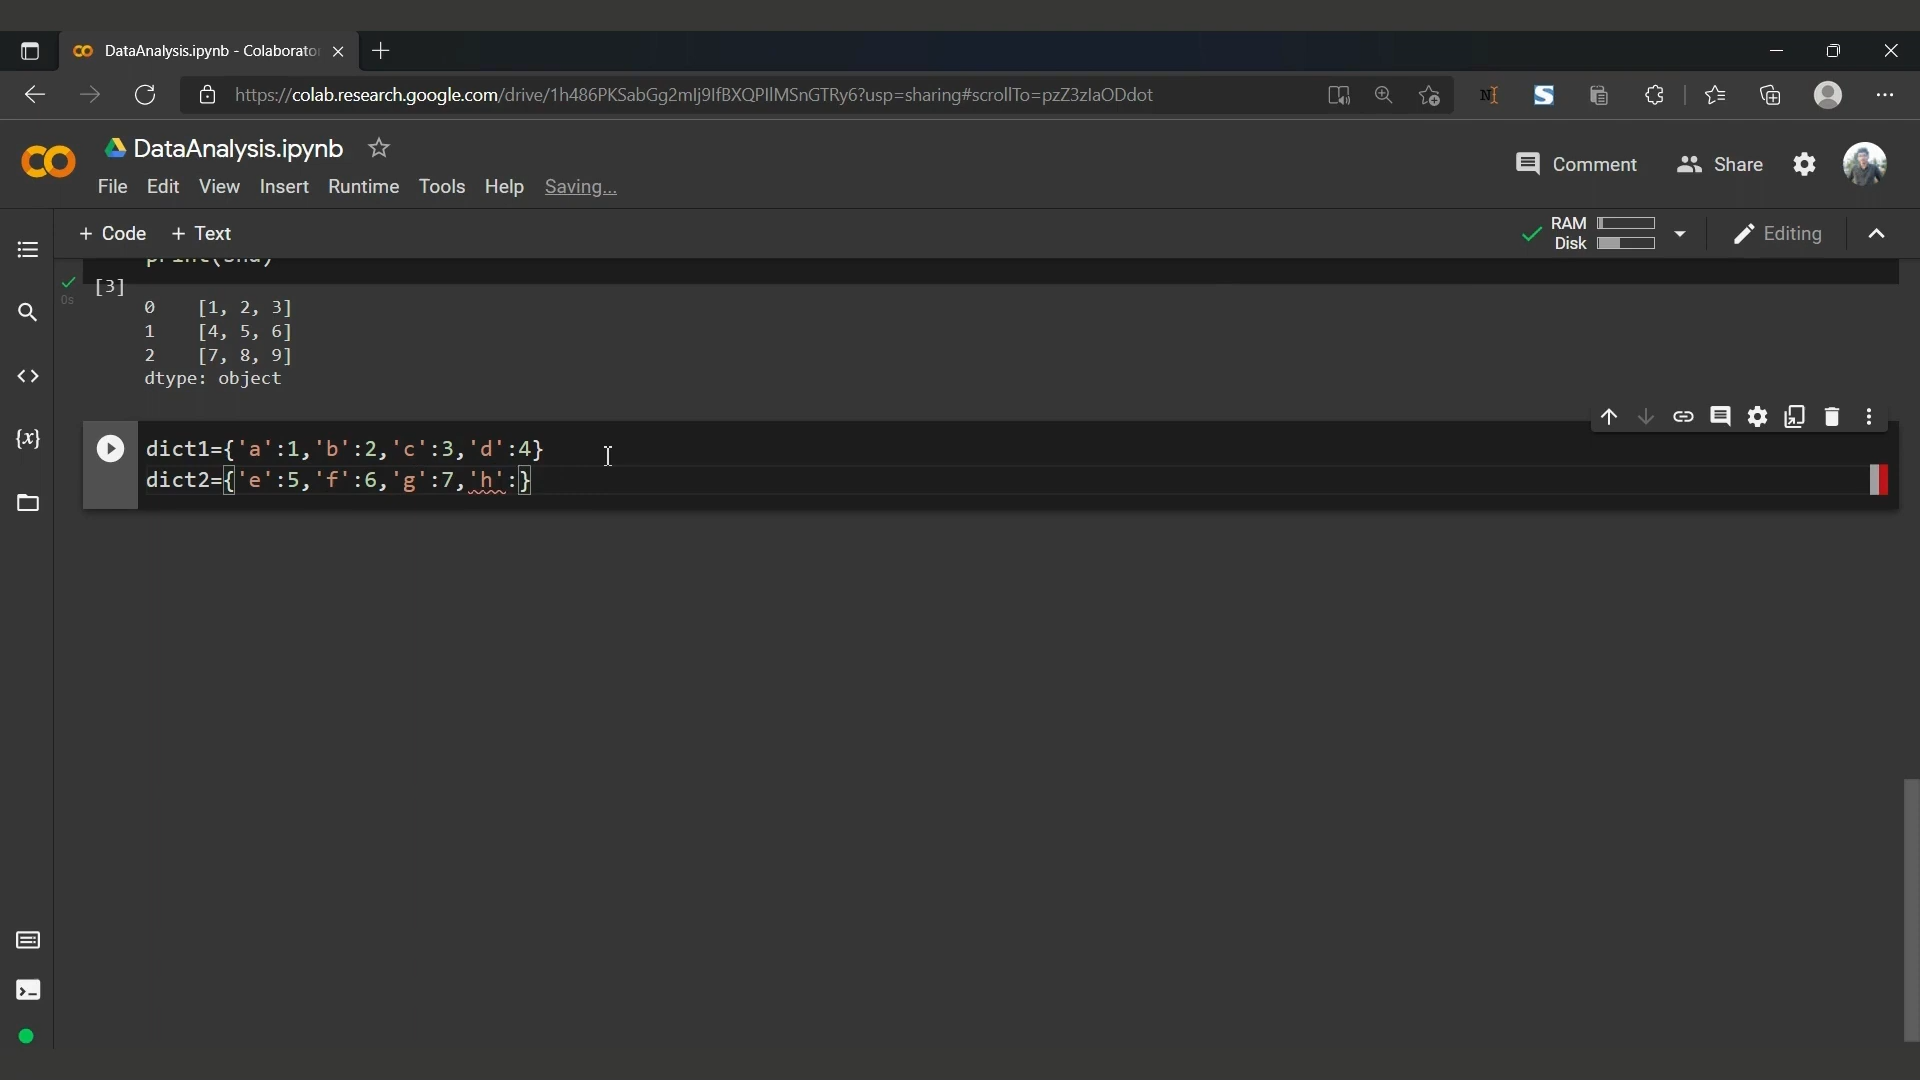 DataAnalysis.ipynb - Colaborato
https://colab.research.google.com/drive/1h486PKSabGg2mlj9IfBXQPIlMSnGTRy6?usp=sharing#scrollTo=pzZ3zlaODdot
DataAnalysis.ipynb
File Edit View Insert Runtime Tools Help Saving...
Comment Share
+ Code + Text
RAM
Disk
Editing
[3]
0s
0 [1, 2, 3]
1 [4, 5, 6]
2 [7, 8, 9]
dtype: object
dict1={'a':1,'b':2,'c':3,'d':4}
dict2={'e':5,'f':6,'g':7,'h':}
{x}